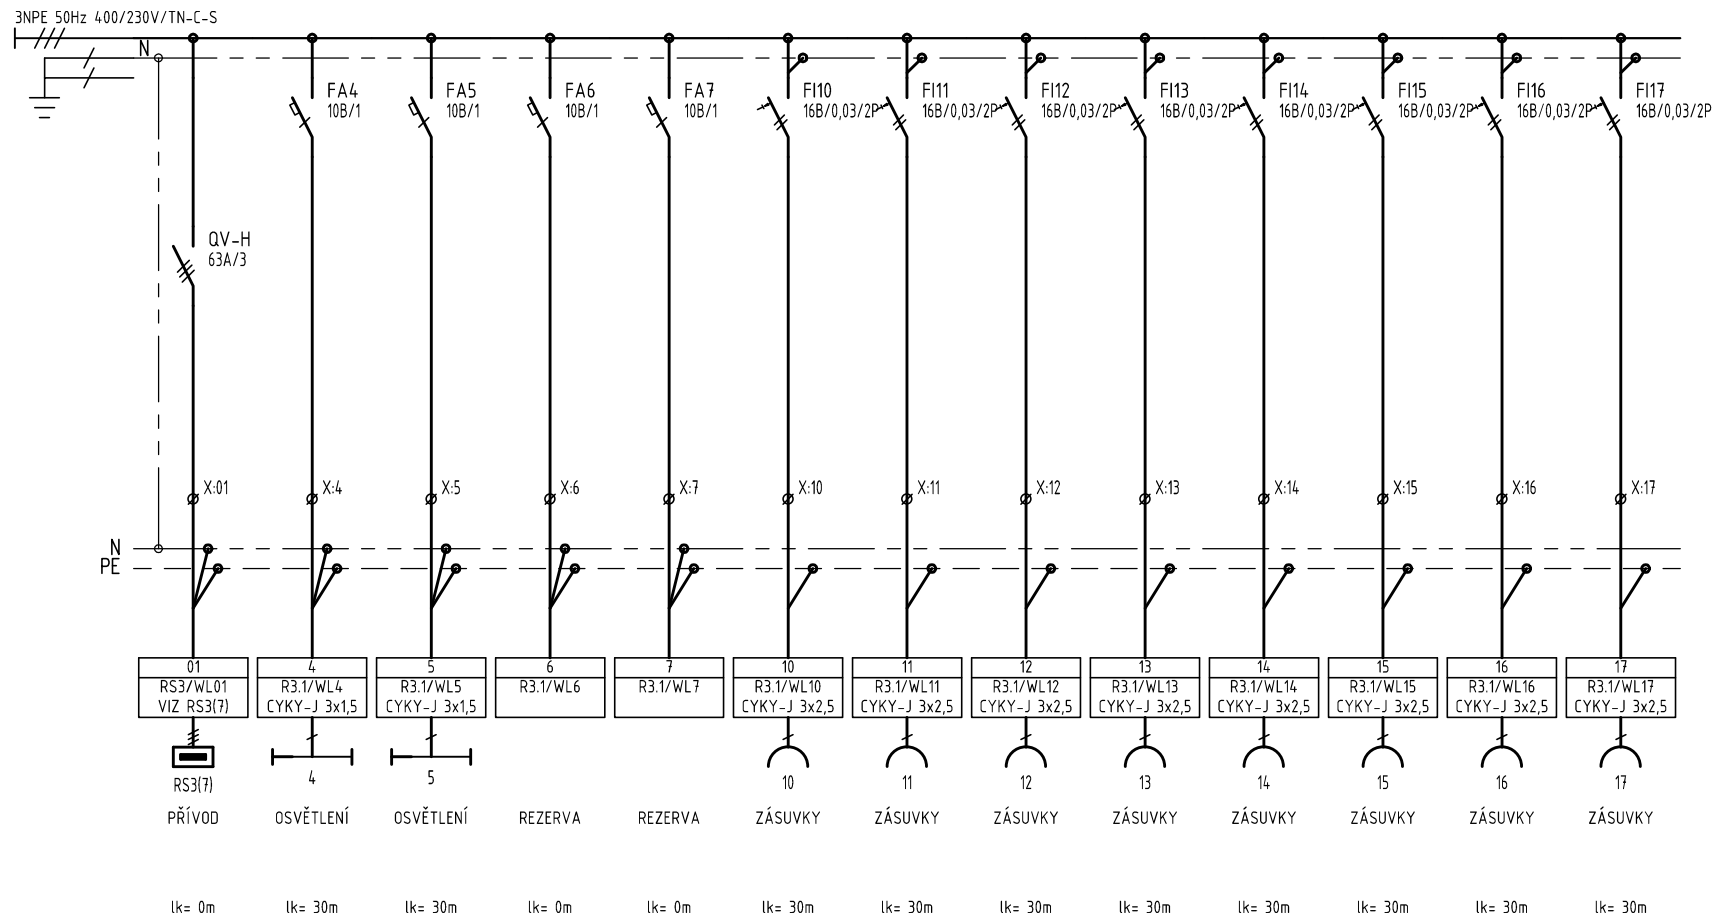 3NPE 50Hz 400/230V/TN-C-S
N
FA4 FA5 FA6 FA7 FI10 FI11 FI12 FI13 FI14 FI15 FI16 FI17
10B/1 10B/1 10B/1 10B/1 16B/0,03/2P 16B/0,03/2P 16B/0,03/2P 16B/0,03/2P 16B/0,03/2P 16B/0,03/2P 16B/0,03/2P 16B/0,03/2P
QV-H
63A/3
X:01 X:4 X:5 X:6 X:7 X:10 X:11 X:12 X:13 X:14 X:15 X:16 X:17
N
PE
01 4 5 6 7 10 11 12 13 14 15 16 17
RS3/WL01 R3.1/WL4 R3.1/WL5 R3.1/WL6 R3.1/WL7 R3.1/WL10 R3.1/WL11 R3.1/WL12 R3.1/WL13 R3.1/WL14 R3.1/WL15 R3.1/WL16 R3.1/WL17
VIZ RS3(7) CYKY-J 3x1,5 CYKY-J 3x1,5 CYKY-J 3x2,5 CYKY-J 3x2,5 CYKY-J 3x2,5 CYKY-J 3x2,5 CYKY-J 3x2,5 CYKY-J 3x2,5 CYKY-J 3x2,5 CYKY-J 3x2,5
RS3(7) 4 5 10 11 12 13 14 15 16 17
PŘÍVOD OSVĚTLENÍ OSVĚTLENÍ REZERVA REZERVA ZÁSUVKY ZÁSUVKY ZÁSUVKY ZÁSUVKY ZÁSUVKY ZÁSUVKY ZÁSUVKY ZÁSUVKY
lk= 0m lk= 30m lk= 30m lk= 0m lk= 0m lk= 30m lk= 30m lk= 30m lk= 30m lk= 30m lk= 30m lk= 30m lk= 30m